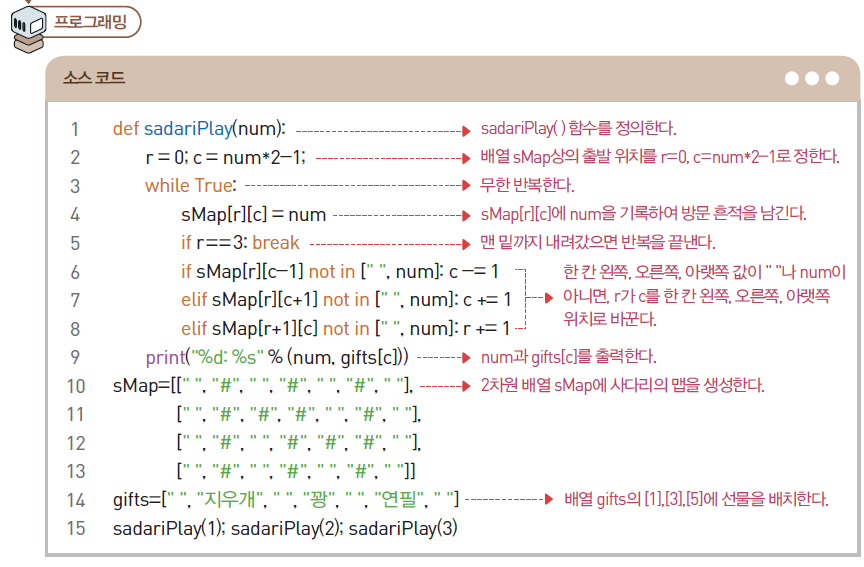 프로그래밍
소스 코드
1 def sadariPlay(num): sadariPlay( ) 함수를 정의한다.
2 r = 0; c = num*2-1; 배열 sMap상의 출발 위치를 r=0, c=num*2-1로 정한다.
3 while True: 무한 반복한다.
4 sMap[r][c] = num sMap[r][c]에 num을 기록하여 방문 흔적을 남긴다.
5 if r==3: break 맨 밑까지 내려갔으면 반복을 끝낸다.
6 if sMap[r][c-1] not in [" ", num]: c -= 1 한 칸 왼쪽, 오른쪽, 아랫쪽 값이 " "나 num이
7 elif sMap[r][c+1] not in [" ", num]: c += 1 아니면, r가 c를 한 칸 왼쪽, 오른쪽, 아랫쪽
8 elif sMap[r+1][c] not in [" ", num]: r += 1 위치로 바꾼다.
9 print("%d: %s" % (num, gifts[c])) num과 gifts[c]를 출력한다.
10 sMap=[[" ", "#", " ", "#", " ", "#", " "], 2차원 배열 sMap에 사다리의 맵을 생성한다.
11 [" ", "#", "#", "#", " ", "#", " "],
12 [" ", "#", " ", "#", "#", "#", " "],
13 [" ", "#", " ", "#", " ", "#", " "]]
14 gifts=[" ", "지우개", " ", "꽝", " ", "연필", " "] 배열 gifts의 [1],[3],[5]에 선물을 배치한다.
15 sadariPlay(1); sadariPlay(2); sadariPlay(3)